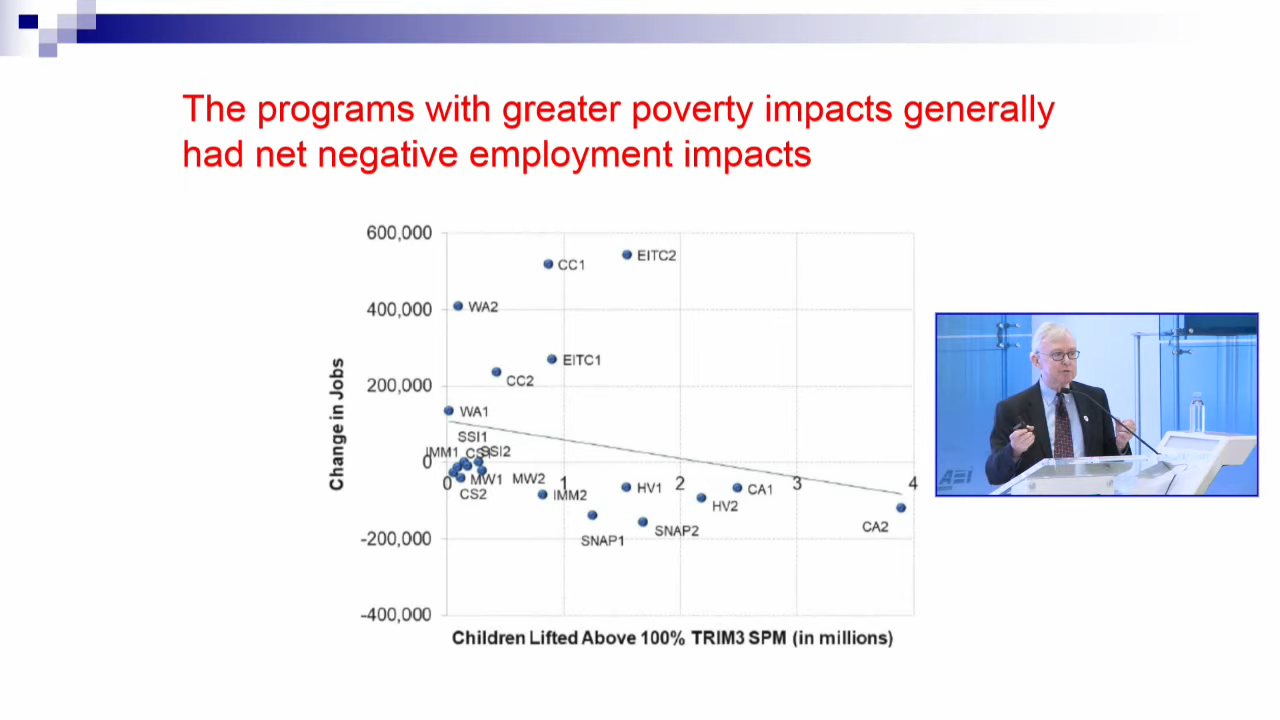 The programs with greater poverty impacts generally
had net negative employment impacts
600,000
EITC2
CC1
400,000
WA2
EITC1
CC2
200,000
WA1
Change in Jobs
SSI1
IMM1
SSI2
0
0
MW1
MW2
1
2
3
4
CS2
IMM2
HV1
CA1
HV2
CA2
SNAP1
SNAP2
-200,000
-400,000
Children Lifted Above 100% TRIM3 SPM (in millions)
AEI